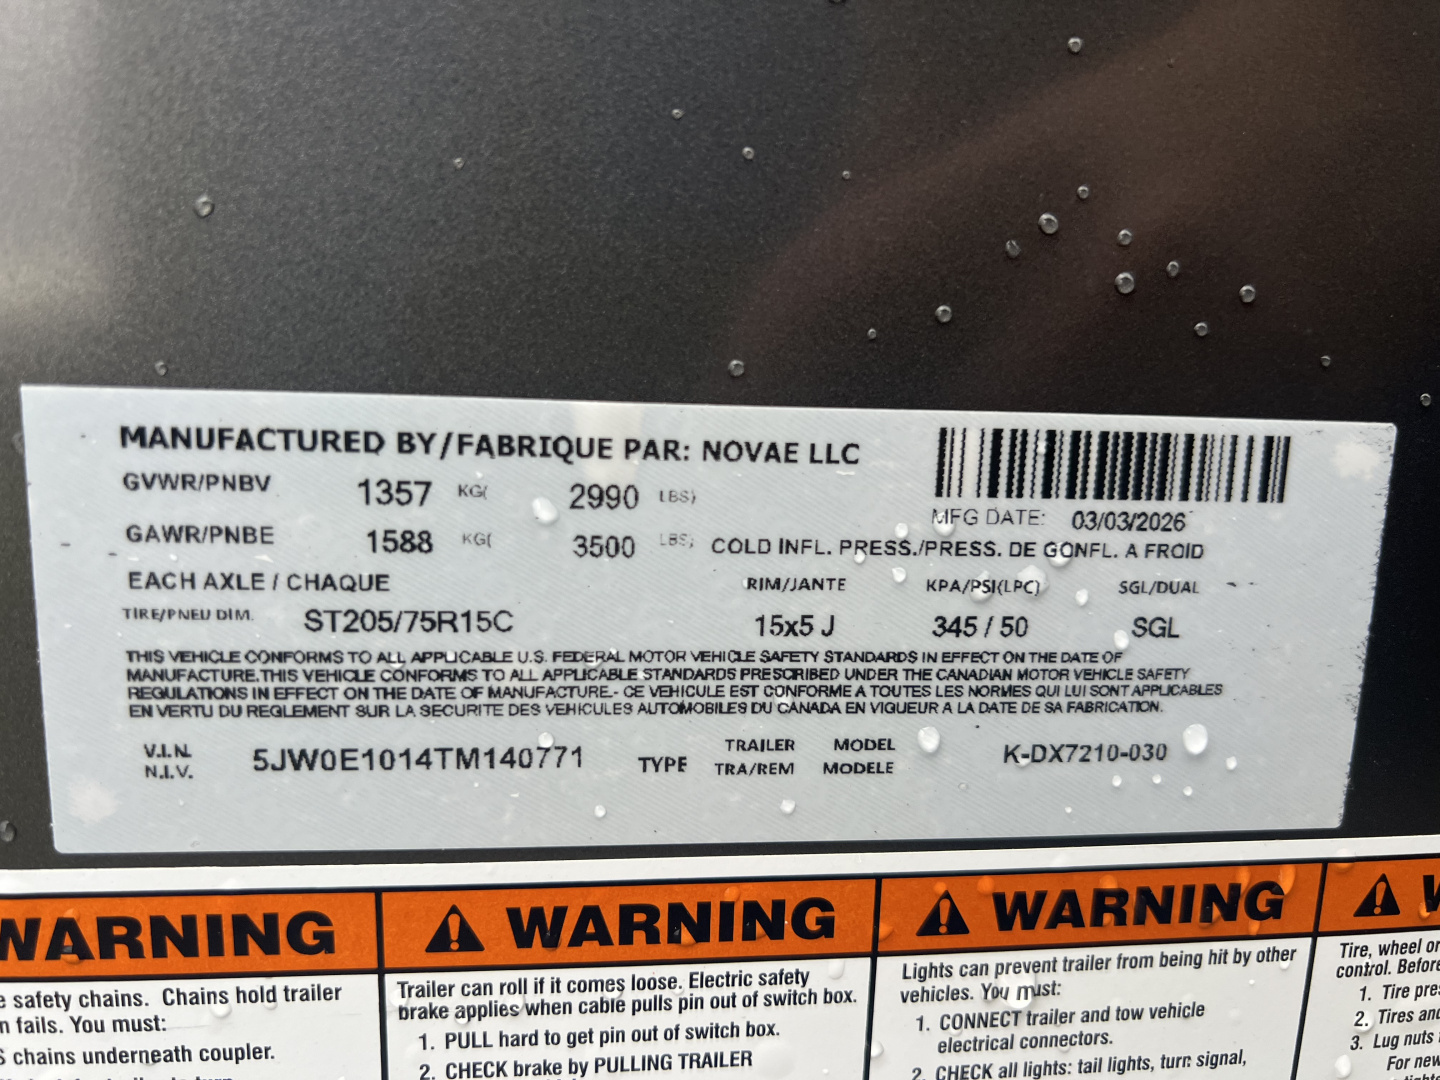 MANUFACTURED BY/FABRIQUE PAR: NOVAE LLC
GVWR/PNBV 1357 KG( 2990 LBS)
MFG DATE: 03/03/2026
GAWR/PNBE 1588 KG( 3500 LBS) COLD INFL. PRESS./PRESS. DE GONFL. A FROID
EACH AXLE / CHAQUE RIM/JANTE KPA/PSI(LPC) SGL/DUAL
TIRE/PNEU DIM. ST205/75R15C 15x5 J 345 / 50 SGL
THIS VEHICLE CONFORMS TO ALL APPLICABLE U.S. FEDERAL MOTOR VEHICLE SAFETY STANDARDS IN EFFECT ON THE DATE OF
MANUFACTURE.THIS VEHICLE CONFORMS TO ALL APPLICABLE STANDARDS PRESCRIBED UNDER THE CANADIAN MOTOR VEHICLE SAFETY
REGULATIONS IN EFFECT ON THE DATE OF MANUFACTURE.- CE VEHICULE EST CONFORME A TOUTES LES NORMES QUI LUI SONT APPLICABLES
EN VERTU DU REGLEMENT SUR LA SECURITE DES VEHICULES AUTOMOBILES DU CANADA EN VIGUEUR A LA DATE DE SA FABRICATION.
V.I.N. 5JW0E1014TM140771 TYPE TRAILER MODEL K-DX7210-030
N.I.V. TRA/REM MODELE
WARNING
safety chains. Chains hold trailer
fails. You must:
chains underneath coupler.
WARNING
Trailer can roll if it comes loose. Electric safety
brake applies when cable pulls pin out of switch box.
1. PULL hard to get pin out of switch box.
2. CHECK brake by PULLING TRAILER
WARNING
Lights can prevent trailer from being hit by other
vehicles. You must:
1. CONNECT trailer and tow vehicle
electrical connectors.
2. CHECK all lights: tail lights, turn signal,
Tire, wheel or
control. Before
1. Tire
2. Tires and
3. Lug nuts
For new